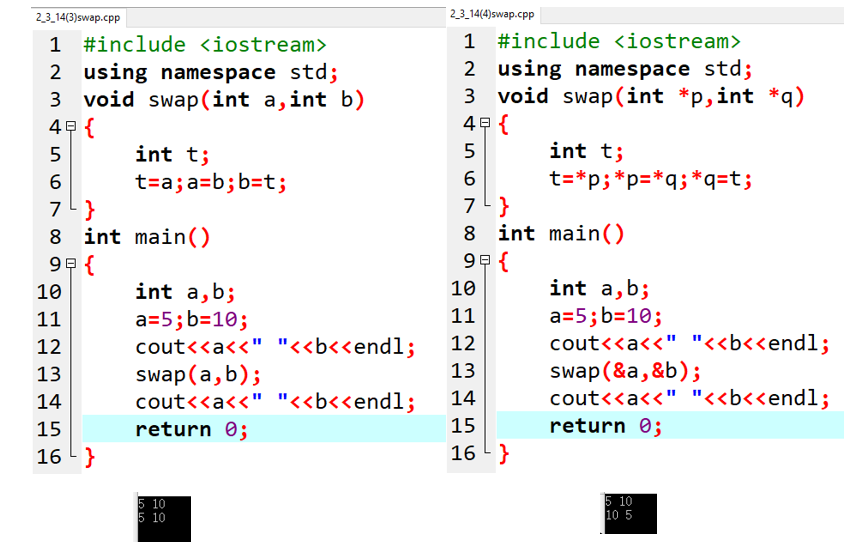 2_3_14(3)swap.cpp
1 #include <iostream>
2 using namespace std;
3 void swap(int a,int b)
4 {
5 int t;
6 t=a;a=b;b=t;
7 }
8 int main()
9 {
10 int a,b;
11 a=5;b=10;
12 cout<<a<<" "<<b<<endl;
13 swap(a,b);
14 cout<<a<<" "<<b<<endl;
15 return 0;
16 }
5 10
5 10
2_3_14(4)swap.cpp
1 #include <iostream>
2 using namespace std;
3 void swap(int *p,int *q)
4 {
5 int t;
6 t=*p;*p=*q;*q=t;
7 }
8 int main()
9 {
10 int a,b;
11 a=5;b=10;
12 cout<<a<<" "<<b<<endl;
13 swap(&a,&b);
14 cout<<a<<" "<<b<<endl;
15 return 0;
16 }
5 10
10 5